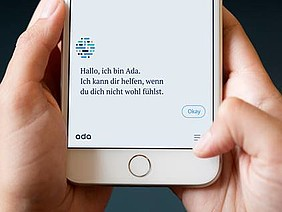 Hallo, ich bin Ada.
Ich kann dir helfen, wenn
du dich nicht wohl fühlst.
Okay
ada